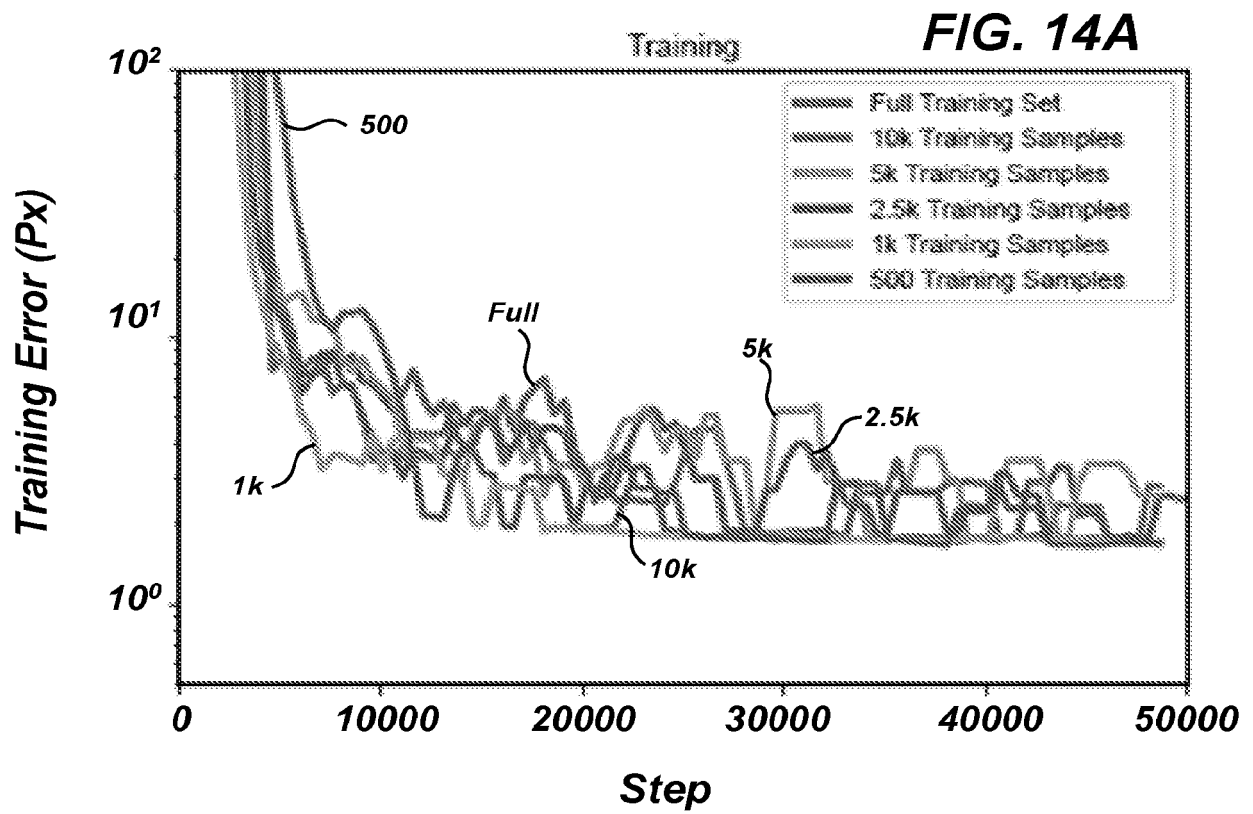 FIG. 14A
Training
10²
Full Training Set
10k Training Samples
5k Training Samples
2.5k Training Samples
1k Training Samples
500 Training Samples
500
Training Error (Px)
10¹
Full
5k
2.5k
1k
10k
10⁰
0 10000 20000 30000 40000 50000
Step